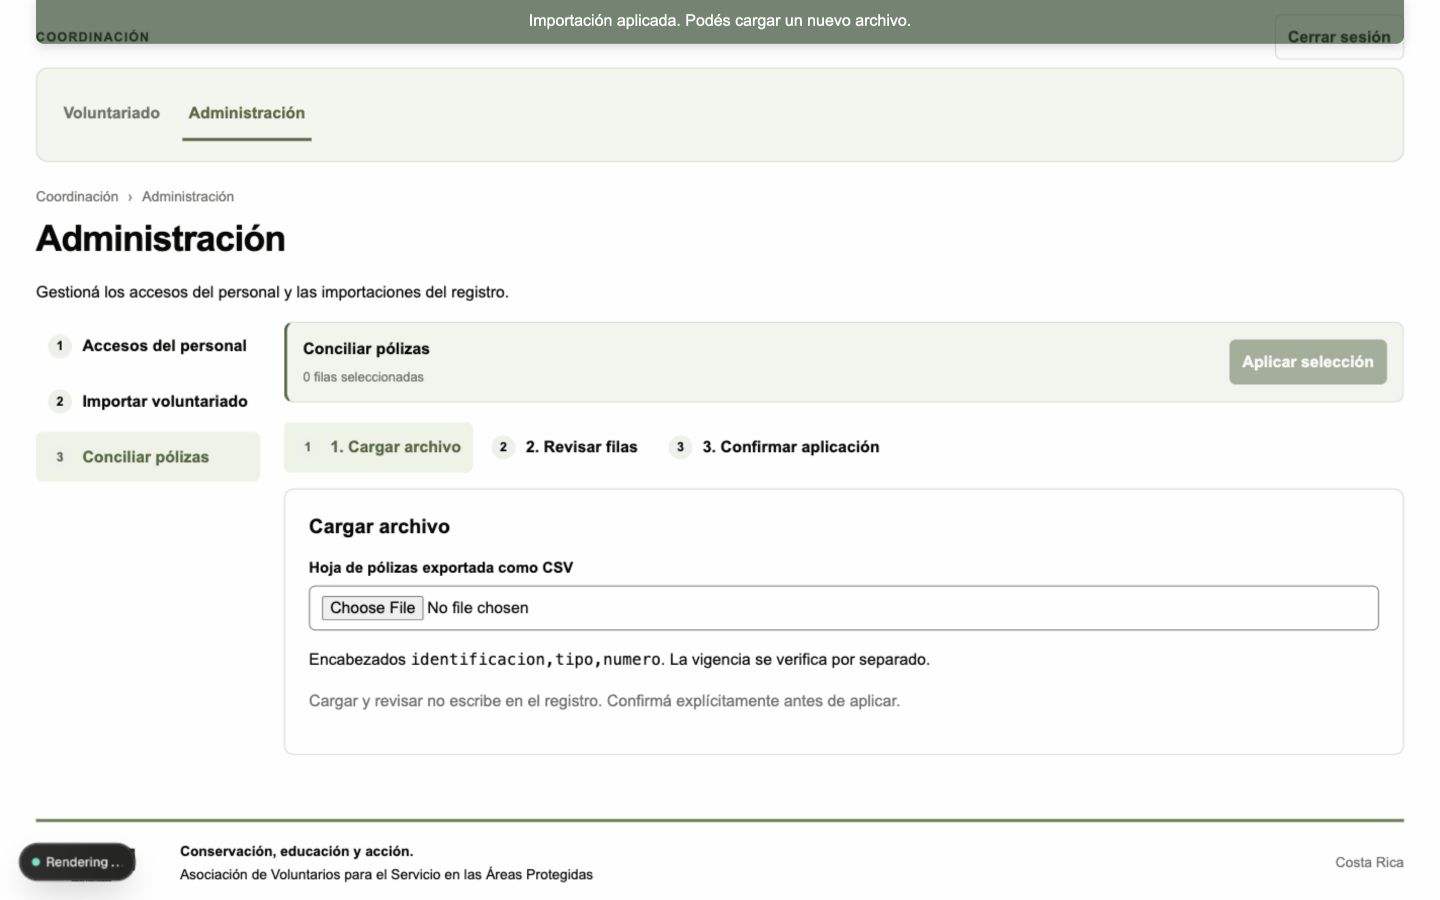 Importación aplicada. Podés cargar un nuevo archivo.
COORDINACIÓN
Cerrar sesión
Voluntariado
Administración
Coordinación › Administración
Administración
Gestioná los accesos del personal y las importaciones del registro.
1 Accesos del personal
2 Importar voluntariado
3 Conciliar pólizas
Conciliar pólizas
0 filas seleccionadas
Aplicar selección
1 1. Cargar archivo
2 2. Revisar filas
3 3. Confirmar aplicación
Cargar archivo
Hoja de pólizas exportada como CSV
Choose File No file chosen
Encabezados identificacion,tipo,numero. La vigencia se verifica por separado.
Cargar y revisar no escribe en el registro. Confirmá explícitamente antes de aplicar.
Rendering ...
Conservación, educación y acción.
Asociación de Voluntarios para el Servicio en las Áreas Protegidas
Costa Rica